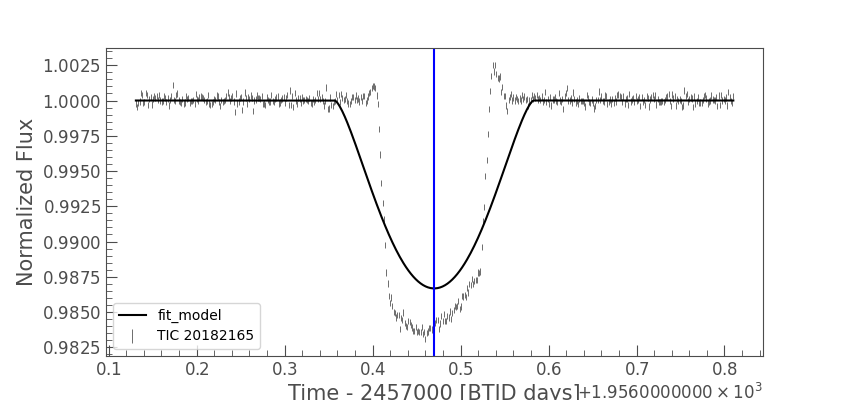 1.0025
1.0000
0.9975
0.9950
0.9925
0.9900
0.9875
0.9850
0.9825
Normalized Flux
fit_model
TIC 20182165
0.1 0.2 0.3 0.4 0.5 0.6 0.7 0.8
Time - 2457000 [BTJD days]
+1.9560000000 × 10³